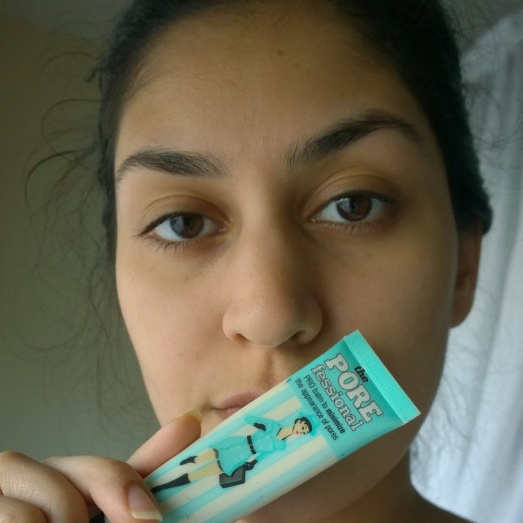 the
PORE
fessional
PRO balm to minimize
the appearance of pores